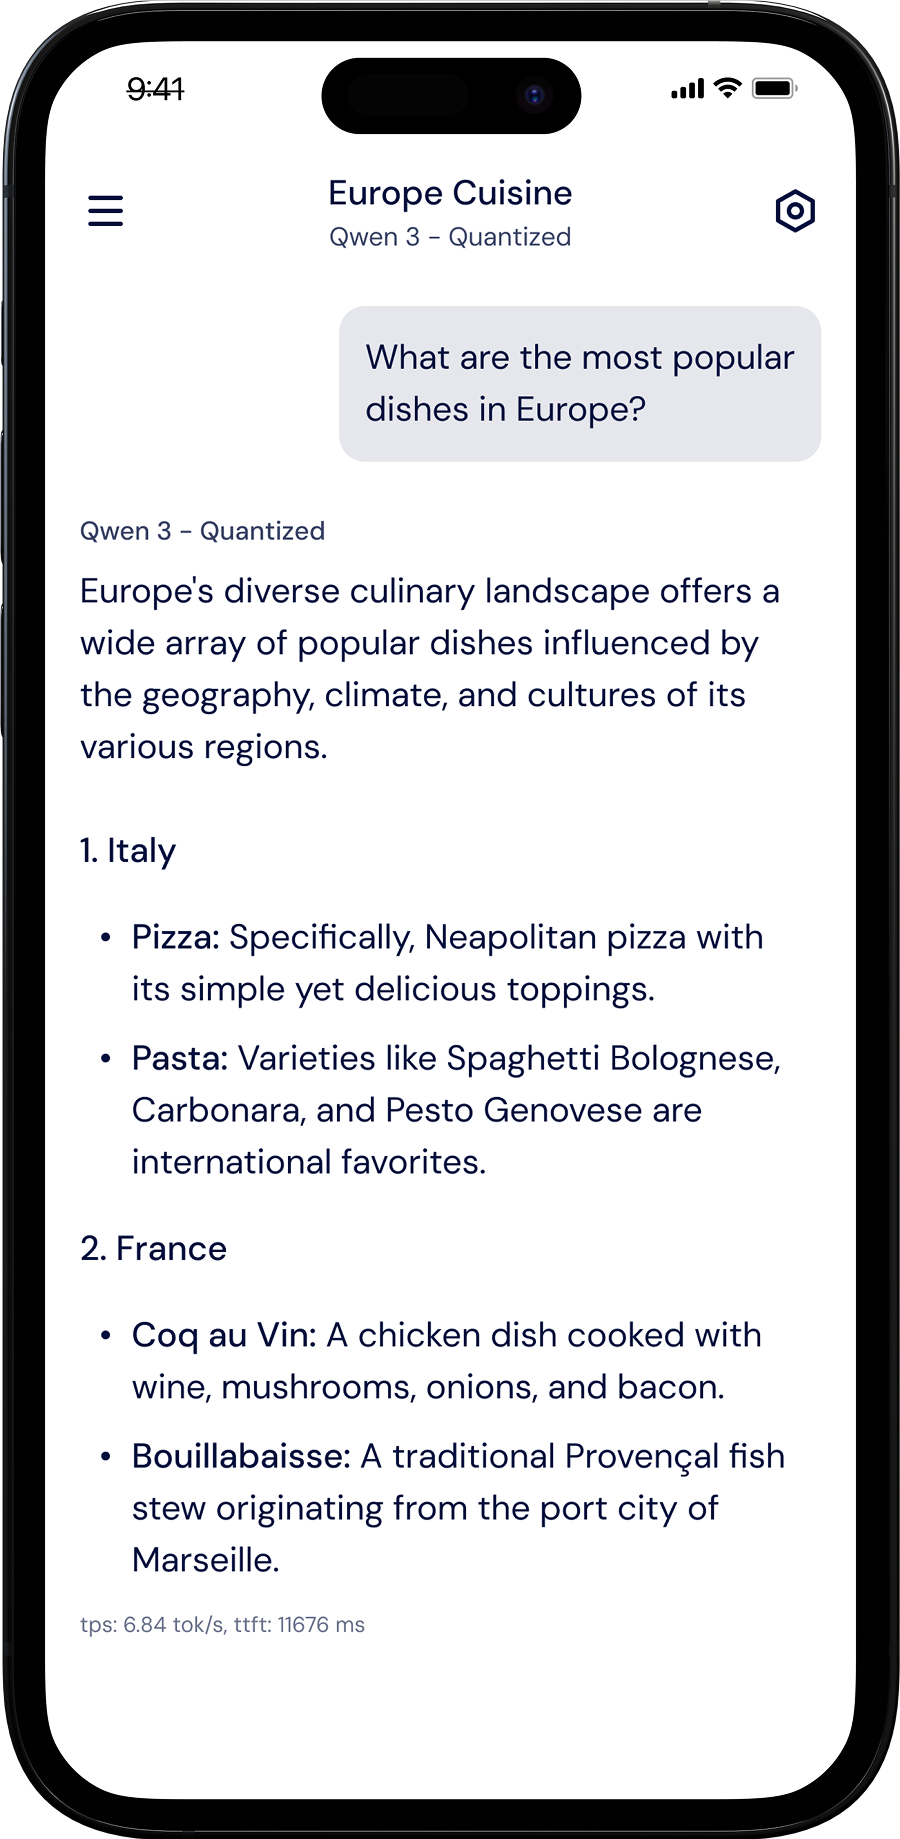 9:41
Europe Cuisine
Qwen 3 - Quantized
What are the most popular
dishes in Europe?
Qwen 3 - Quantized
Europe's diverse culinary landscape offers a
wide array of popular dishes influenced by
the geography, climate, and cultures of its
various regions.
1. Italy
• Pizza: Specifically, Neapolitan pizza with
its simple yet delicious toppings.
• Pasta: Varieties like Spaghetti Bolognese,
Carbonara, and Pesto Genovese are
international favorites.
2. France
• Coq au Vin: A chicken dish cooked with
wine, mushrooms, onions, and bacon.
• Bouillabaisse: A traditional Provençal fish
stew originating from the port city of
Marseille.
tps: 6.84 tok/s, ttft: 11676 ms